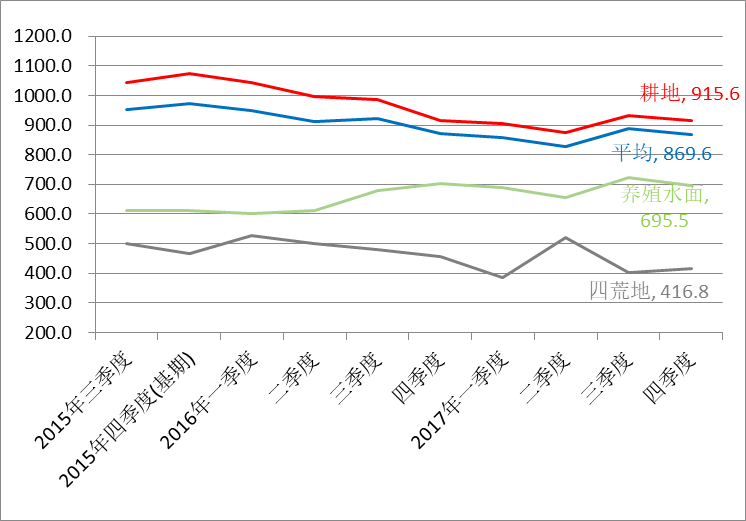 1200.0
1100.0
1000.0
900.0
800.0
700.0
600.0
500.0
400.0
300.0
200.0
耕地, 915.6
平均, 869.6
养殖水面,
695.5
四荒地, 416.8
2015年三季度
2015年四季度(基期)
2016年一季度
二季度
三季度
四季度
2017年一季度
二季度
三季度
四季度